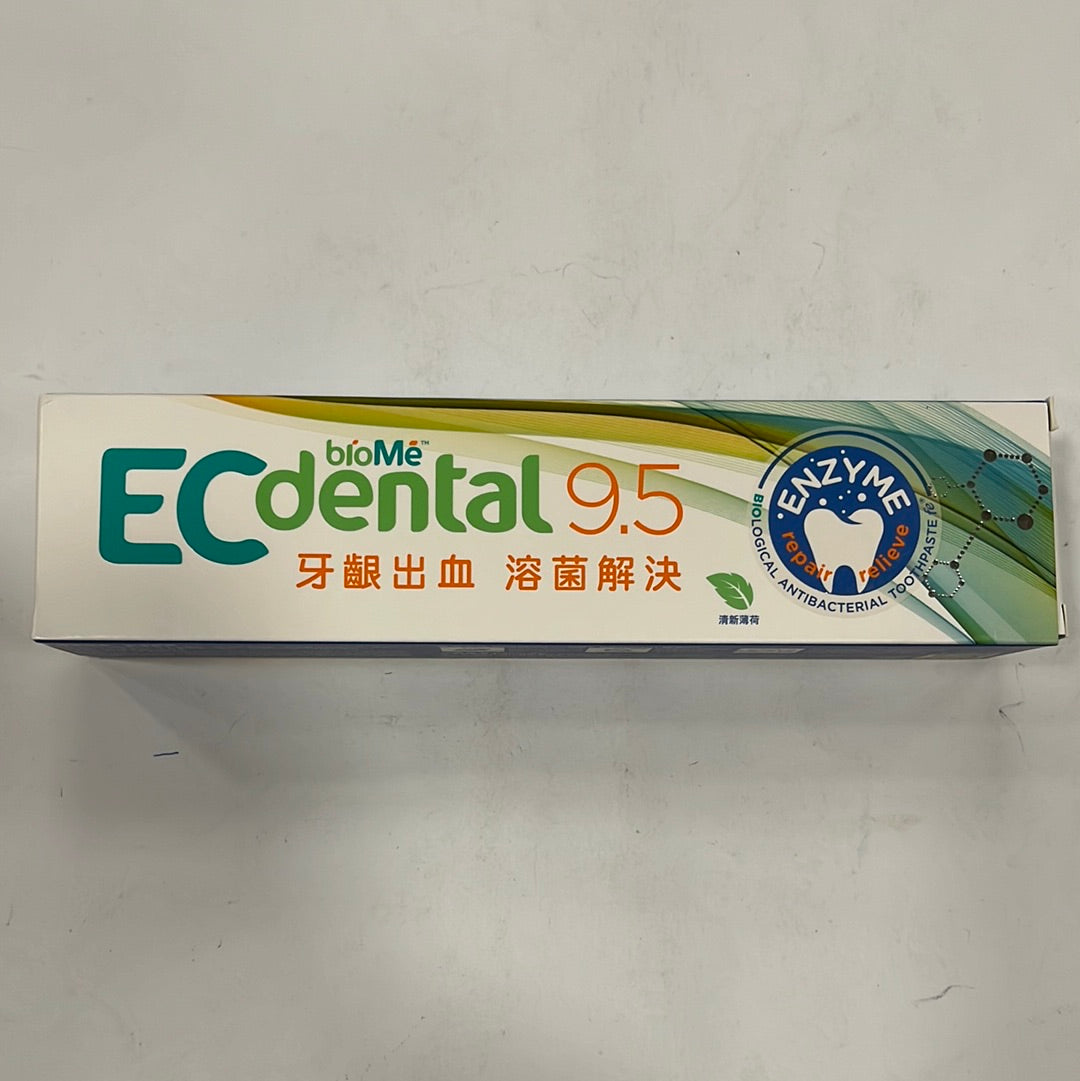 bíoMé™
ECdental 9.5
牙齦出血 溶菌解決
清新薄荷
ENZYME
repair relieve
BIOLOGICAL ANTIBACTERIAL TOOTHPASTE